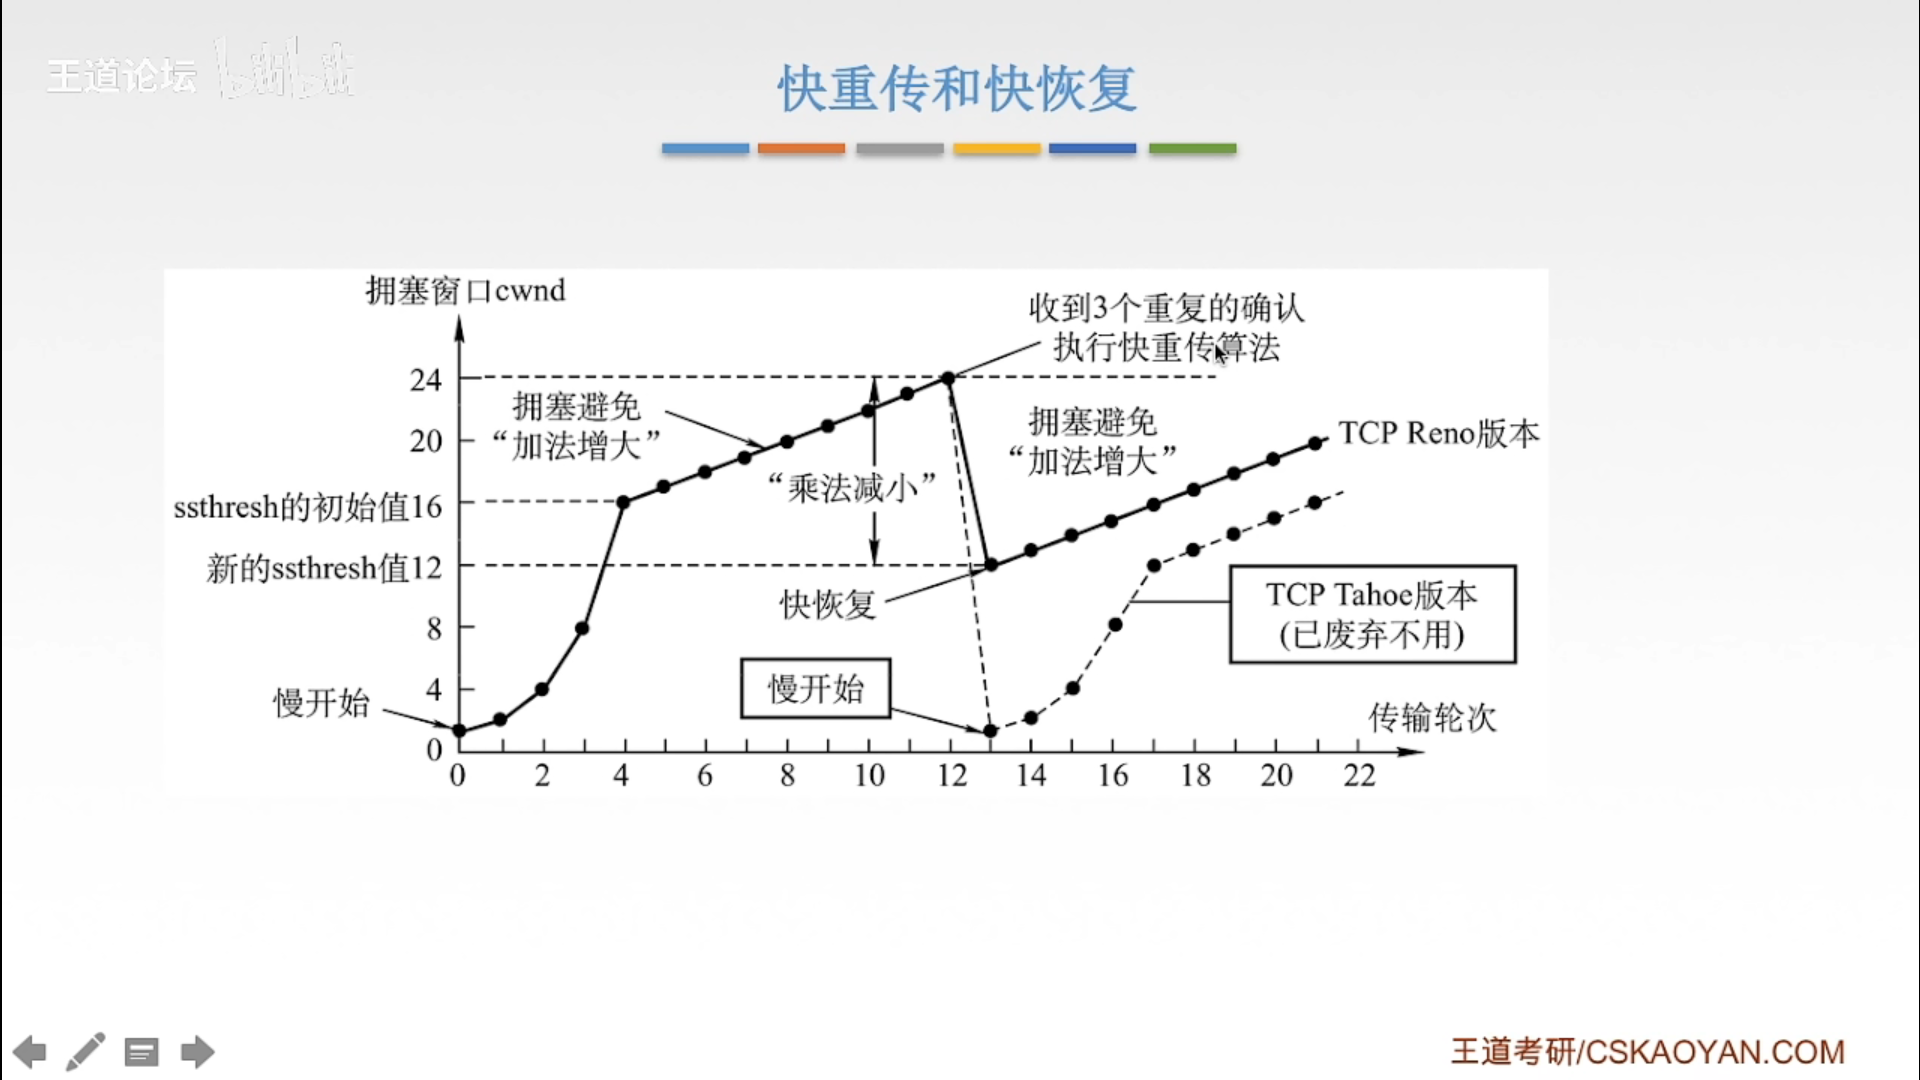 王道论坛 bilibili
快重传和快恢复
拥塞窗口cwnd
收到3个重复的确认
执行快重传算法
24
拥塞避免
“加法增大”
拥塞避免
“加法增大”
20
TCP Reno版本
“乘法减小”
ssthresh的初始值16
新的ssthresh值12
快恢复
TCP Tahoe版本
(已废弃不用)
8
4
慢开始
慢开始
传输轮次
0
0 2 4 6 8 10 12 14 16 18 20 22
王道考研/CSKAOYAN.COM